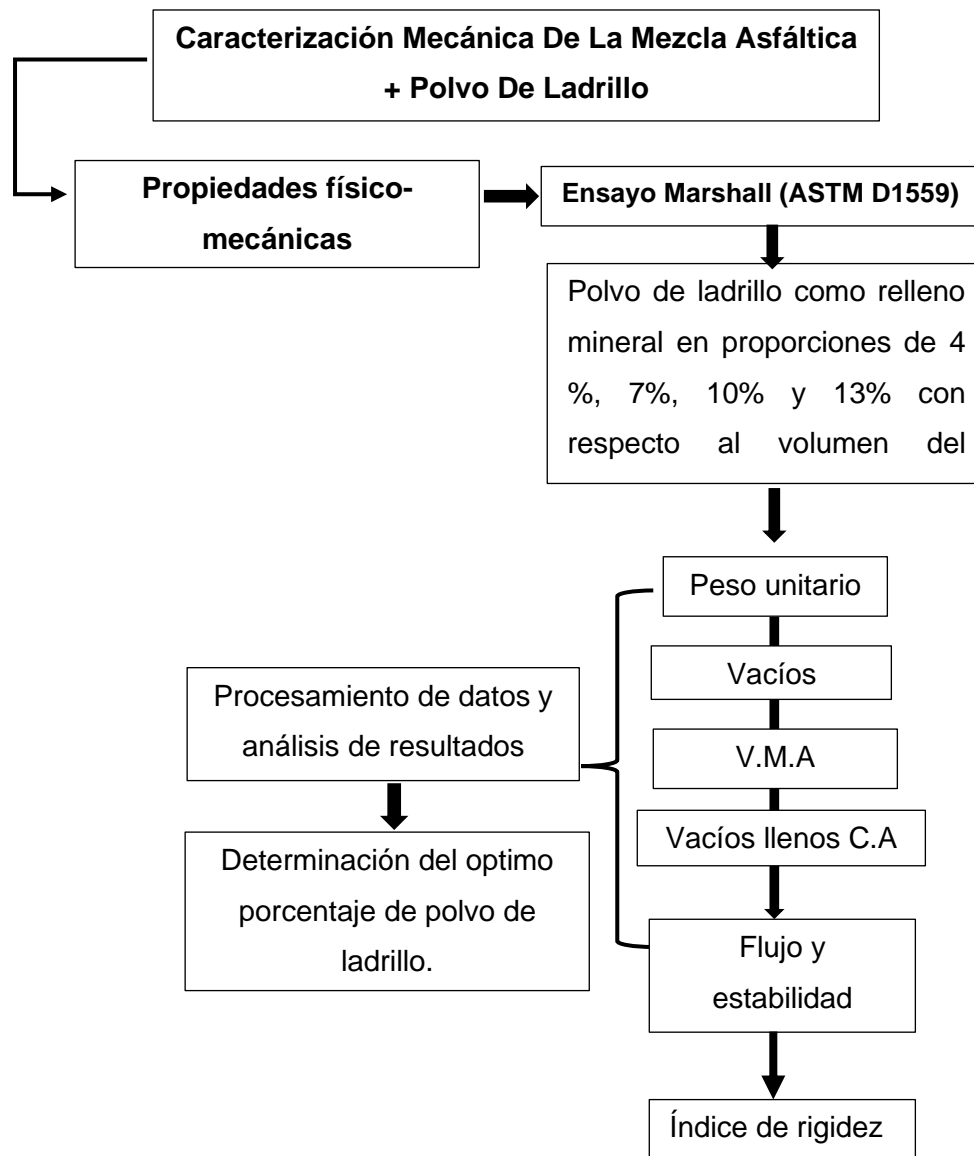 Caracterización Mecánica De La Mezcla Asfáltica
+ Polvo De Ladrillo
Propiedades físico-
mecánicas
Ensayo Marshall (ASTM D1559)
Polvo de ladrillo como relleno
mineral en proporciones de 4
%, 7%, 10% y 13% con
respecto al volumen del
Peso unitario
Vacíos
V.M.A
Vacíos llenos C.A
Flujo y
estabilidad
Índice de rigidez
Procesamiento de datos y
análisis de resultados
Determinación del optimo
porcentaje de polvo de
ladrillo.